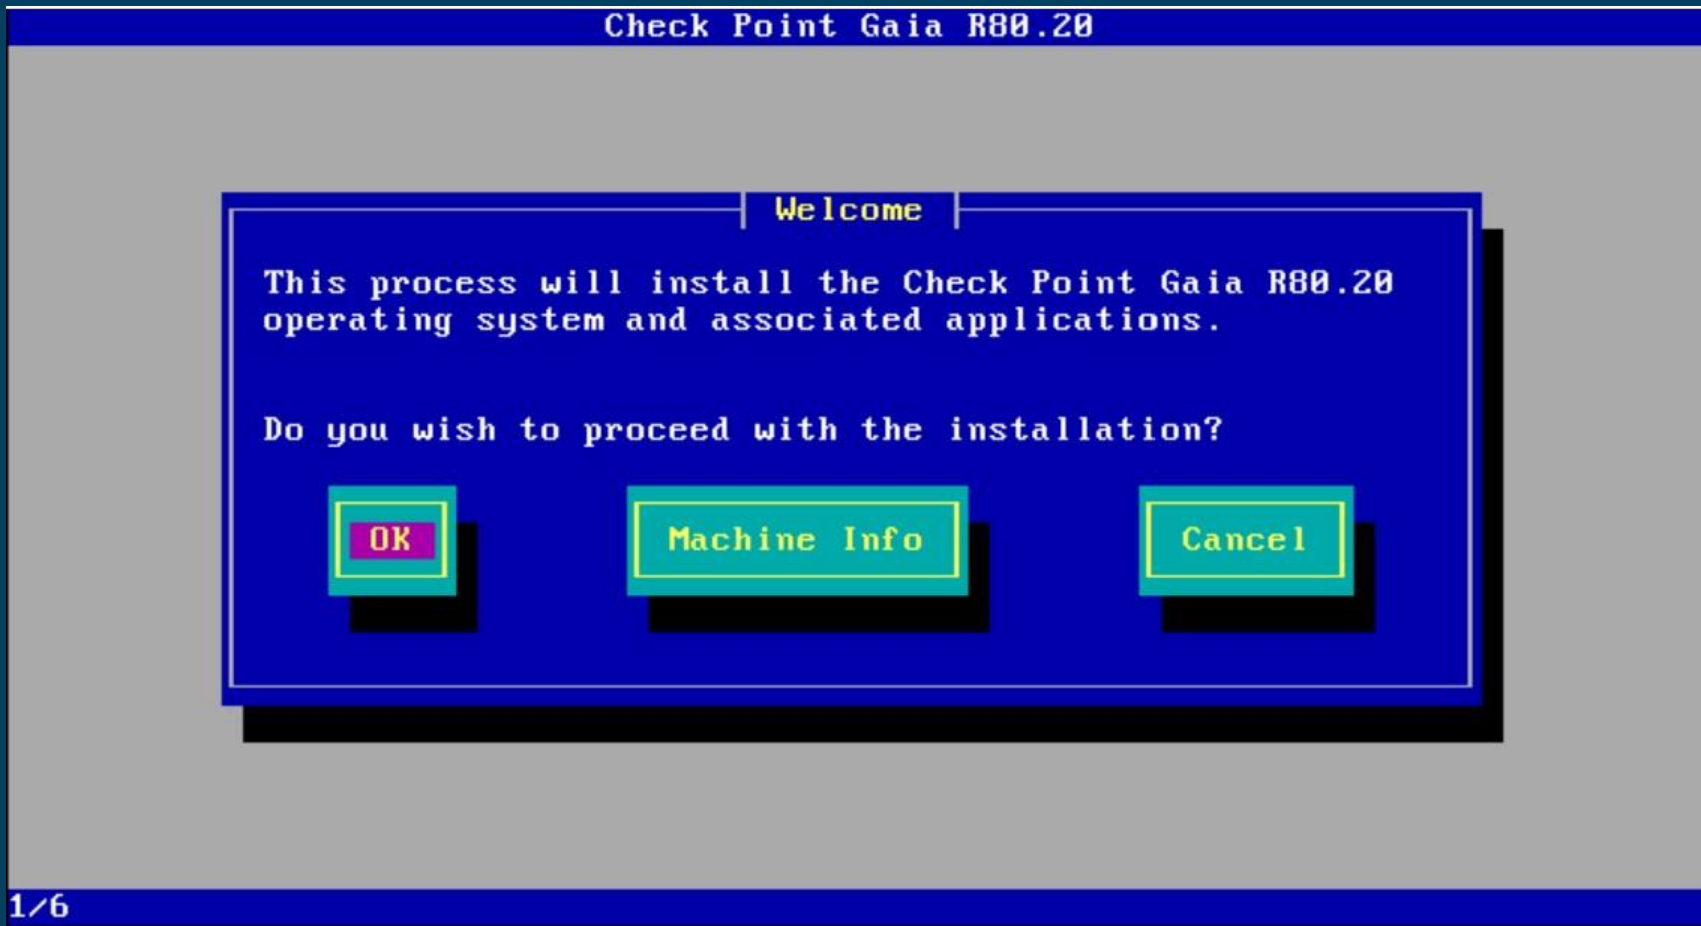 Check Point Gaia R80.20
Welcome
This process will install the Check Point Gaia R80.20
operating system and associated applications.
Do you wish to proceed with the installation?
OK
Machine Info
Cancel
1/6